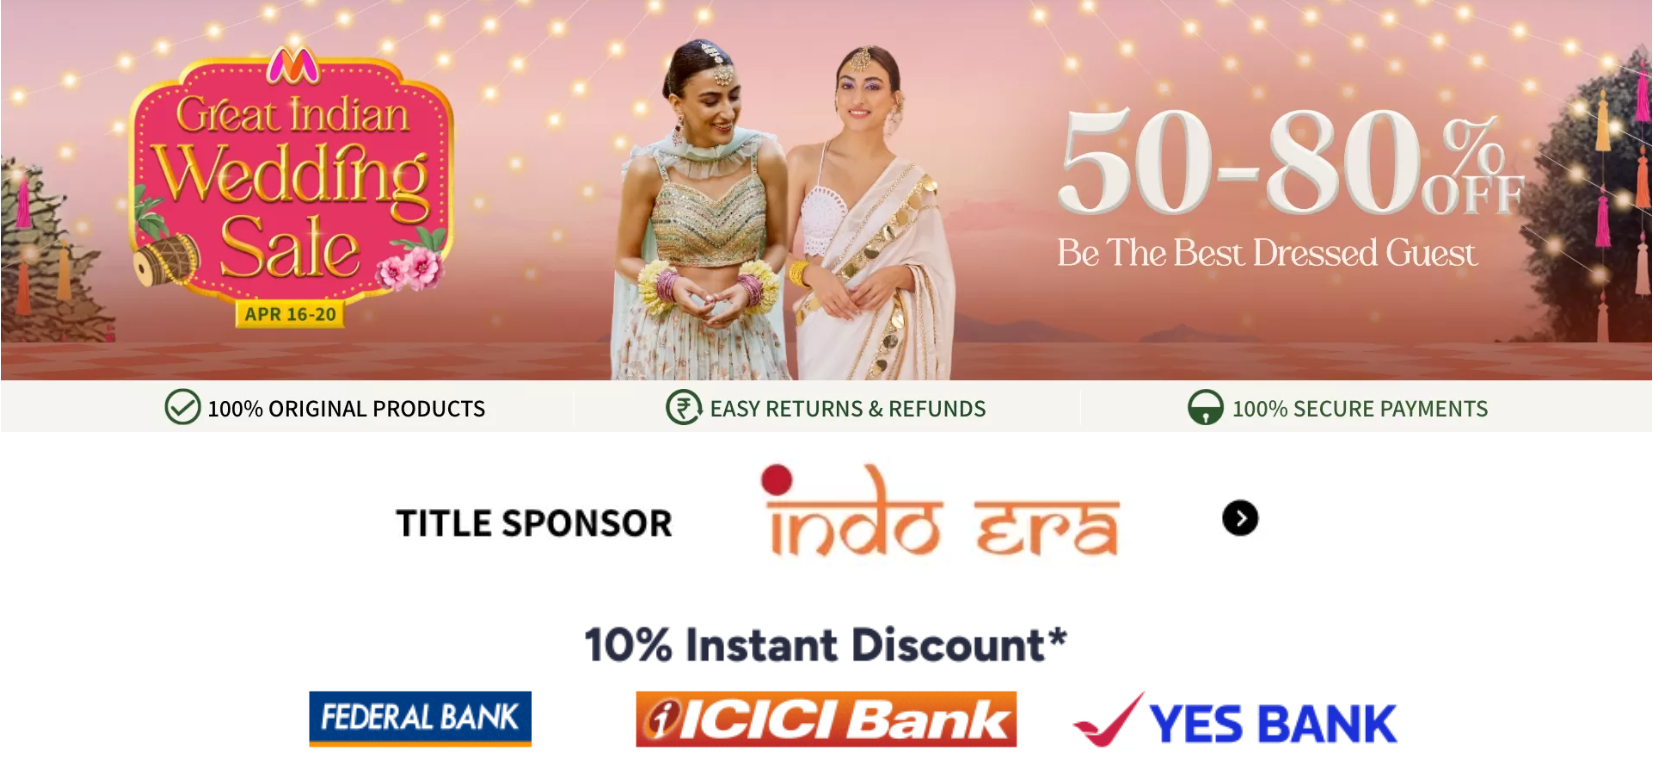 Great Indian
Wedding
Sale
APR 16-20
50-80% OFF
Be The Best Dressed Guest
100% ORIGINAL PRODUCTS
EASY RETURNS & REFUNDS
100% SECURE PAYMENTS
TITLE SPONSOR
indo era
10% Instant Discount*
FEDERAL BANK
ICICI Bank
YES BANK